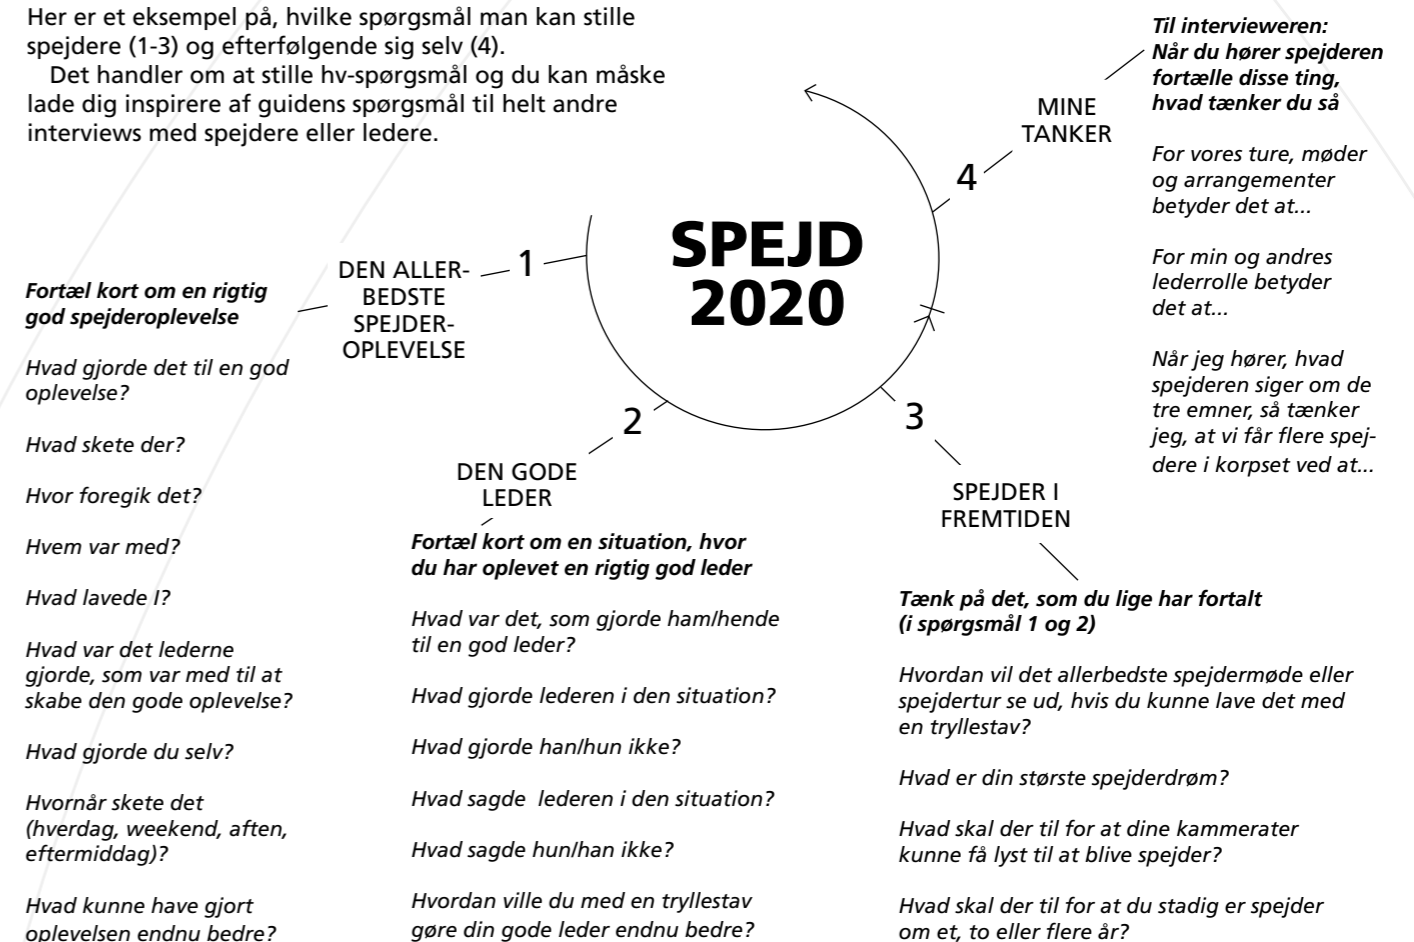 Her er et eksempel på, hvilke spørgsmål man kan stille
spejdere (1-3) og efterfølgende sig selv (4).
Det handler om at stille hv-spørgsmål og du kan måske
lade dig inspirere af guidens spørgsmål til helt andre
interviews med spejdere eller ledere.
SPEJD
2020
1
DEN ALLER-
BEDSTE
SPEJDER-
OPLEVELSE
Fortæl kort om en rigtig
god spejderoplevelse
Hvad gjorde det til en god
oplevelse?
Hvad skete der?
Hvor foregik det?
Hvem var med?
Hvad lavede I?
Hvad var det lederne
gjorde, som var med til at
skabe den gode oplevelse?
Hvad gjorde du selv?
Hvornår skete det
(hverdag, weekend, aften,
eftermiddag)?
Hvad kunne have gjort
oplevelsen endnu bedre?
2
DEN GODE
LEDER
Fortæl kort om en situation, hvor
du har oplevet en rigtig god leder
Hvad var det, som gjorde ham/hende
til en god leder?
Hvad gjorde lederen i den situation?
Hvad gjorde han/hun ikke?
Hvad sagde lederen i den situation?
Hvad sagde hun/han ikke?
Hvordan ville du med en tryllestav
gøre din gode leder endnu bedre?
3
SPEJDER I
FREMTIDEN
Tænk på det, som du lige har fortalt
(i spørgsmål 1 og 2)
Hvordan vil det allerbedste spejdermøde eller
spejdertur se ud, hvis du kunne lave det med
en tryllestav?
Hvad er din største spejderdrøm?
Hvad skal der til for at dine kammerater
kunne få lyst til at blive spejder?
Hvad skal der til for at du stadig er spejder
om et, to eller flere år?
4
MINE
TANKER
Til intervieweren:
Når du hører spejderen
fortælle disse ting,
hvad tænker du så
For vores ture, møder
og arrangementer
betyder det at...
For min og andres
lederrolle betyder
det at...
Når jeg hører, hvad
spejderen siger om de
tre emner, så tænker
jeg, at vi får flere spej-
dere i korpset ved at...